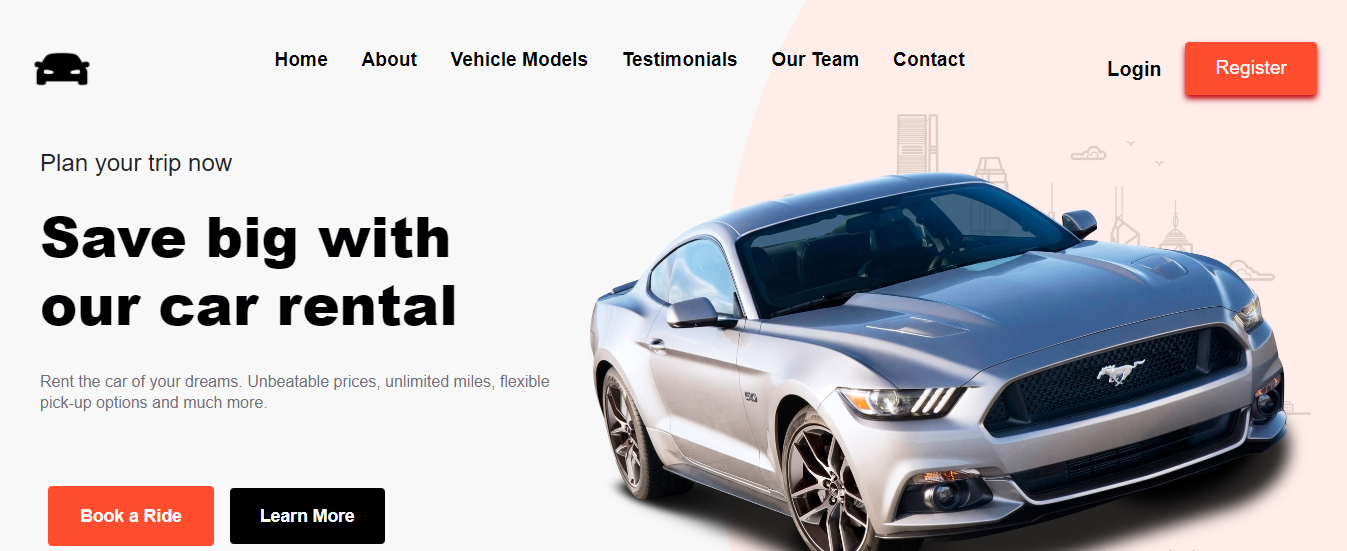 Home About Vehicle Models Testimonials Our Team Contact Login Register
Plan your trip now
Save big with
our car rental
Rent the car of your dreams. Unbeatable prices, unlimited miles, flexible
pick-up options and much more.
Book a Ride Learn More
5.0